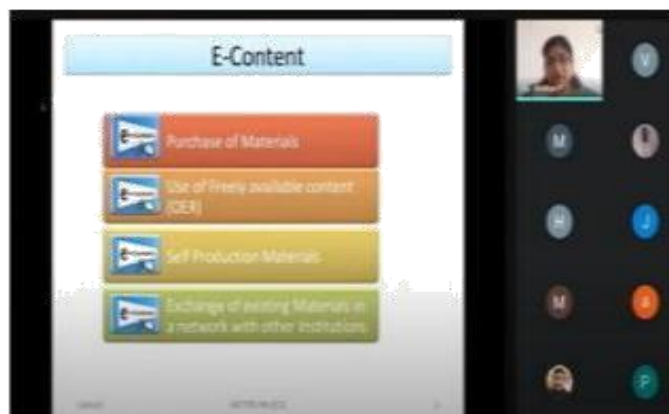 E-Content
Purchase of Materials
Use of Freely available content
(OER)
Self Production Materials
Exchange of existing Materials in
a network with other Institutions
V
M
H
J
M
A
P